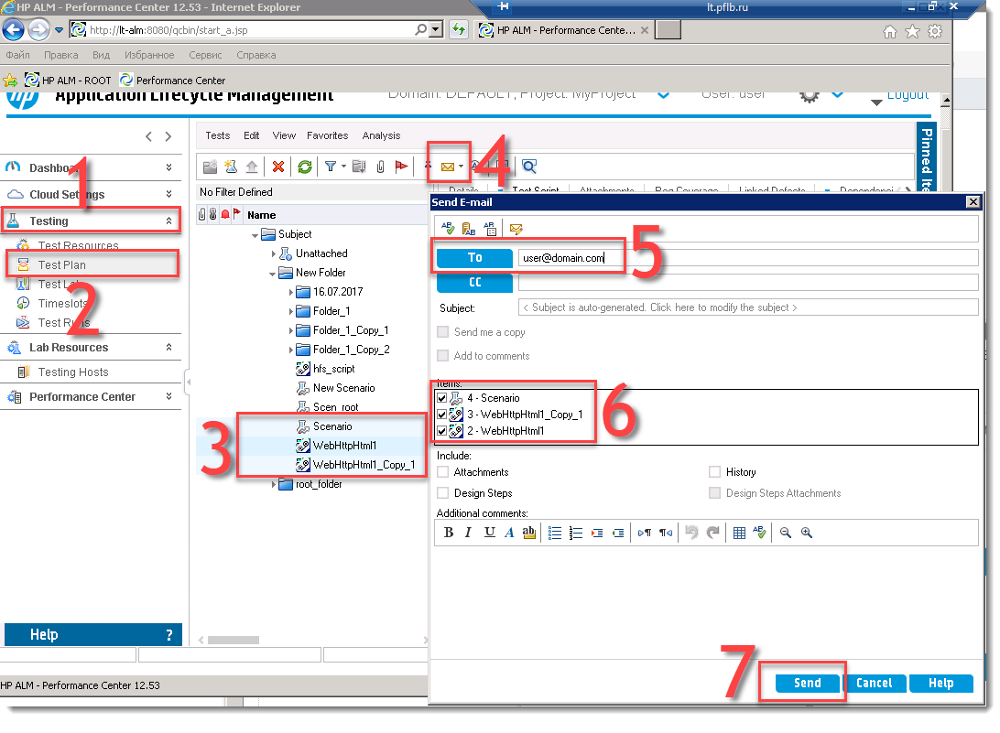 HP ALM - Performance Center 12.53 - Internet Explorer
lt.pflb.ru
http://lt-alm:8080/qcbin/start_a.jsp
HP ALM - Performance Cente...
Файл Правка Вид Избранное Сервис Справка
HP ALM - ROOT Performance Center
hp Application Lifecycle Management Domain: DEFAULT, Project: MyProject User: user Logout
Pinned Ite
Tests Edit View Favorites Analysis
1
Dashboa
Cloud Settings
Testing
Test Resources
Test Plan
Test La
Timeslots
Test Runs
2
Lab Resources
Testing Hosts
Performance Center
Help ?
4
No Filter Defined
Details Test Script Attachments Req Coverage Linked Defects Dependenci
Name
Subject
Unattached
New Folder
16.07.2017
Folder_1
Folder_1_Copy_1
Folder_1_Copy_2
hfs_script
New Scenario
Scen_root
Scenario
WebHttpHtml1
WebHttpHtml1_Copy_1
root_folder
3
Send E-mail
To user@domain.com
5
CC
Subject: < Subject is auto-generated. Click here to modify the subject >
Send me a copy
Add to comments
Items:
4 - Scenario
3 - WebHttpHtml1_Copy_1
2 - WebHttpHtml1
6
Include:
Attachments History
Design Steps Design Steps Attachments
Additional comments:
B I U A ab
7
Send Cancel Help
HP ALM - Performance Center 12.53